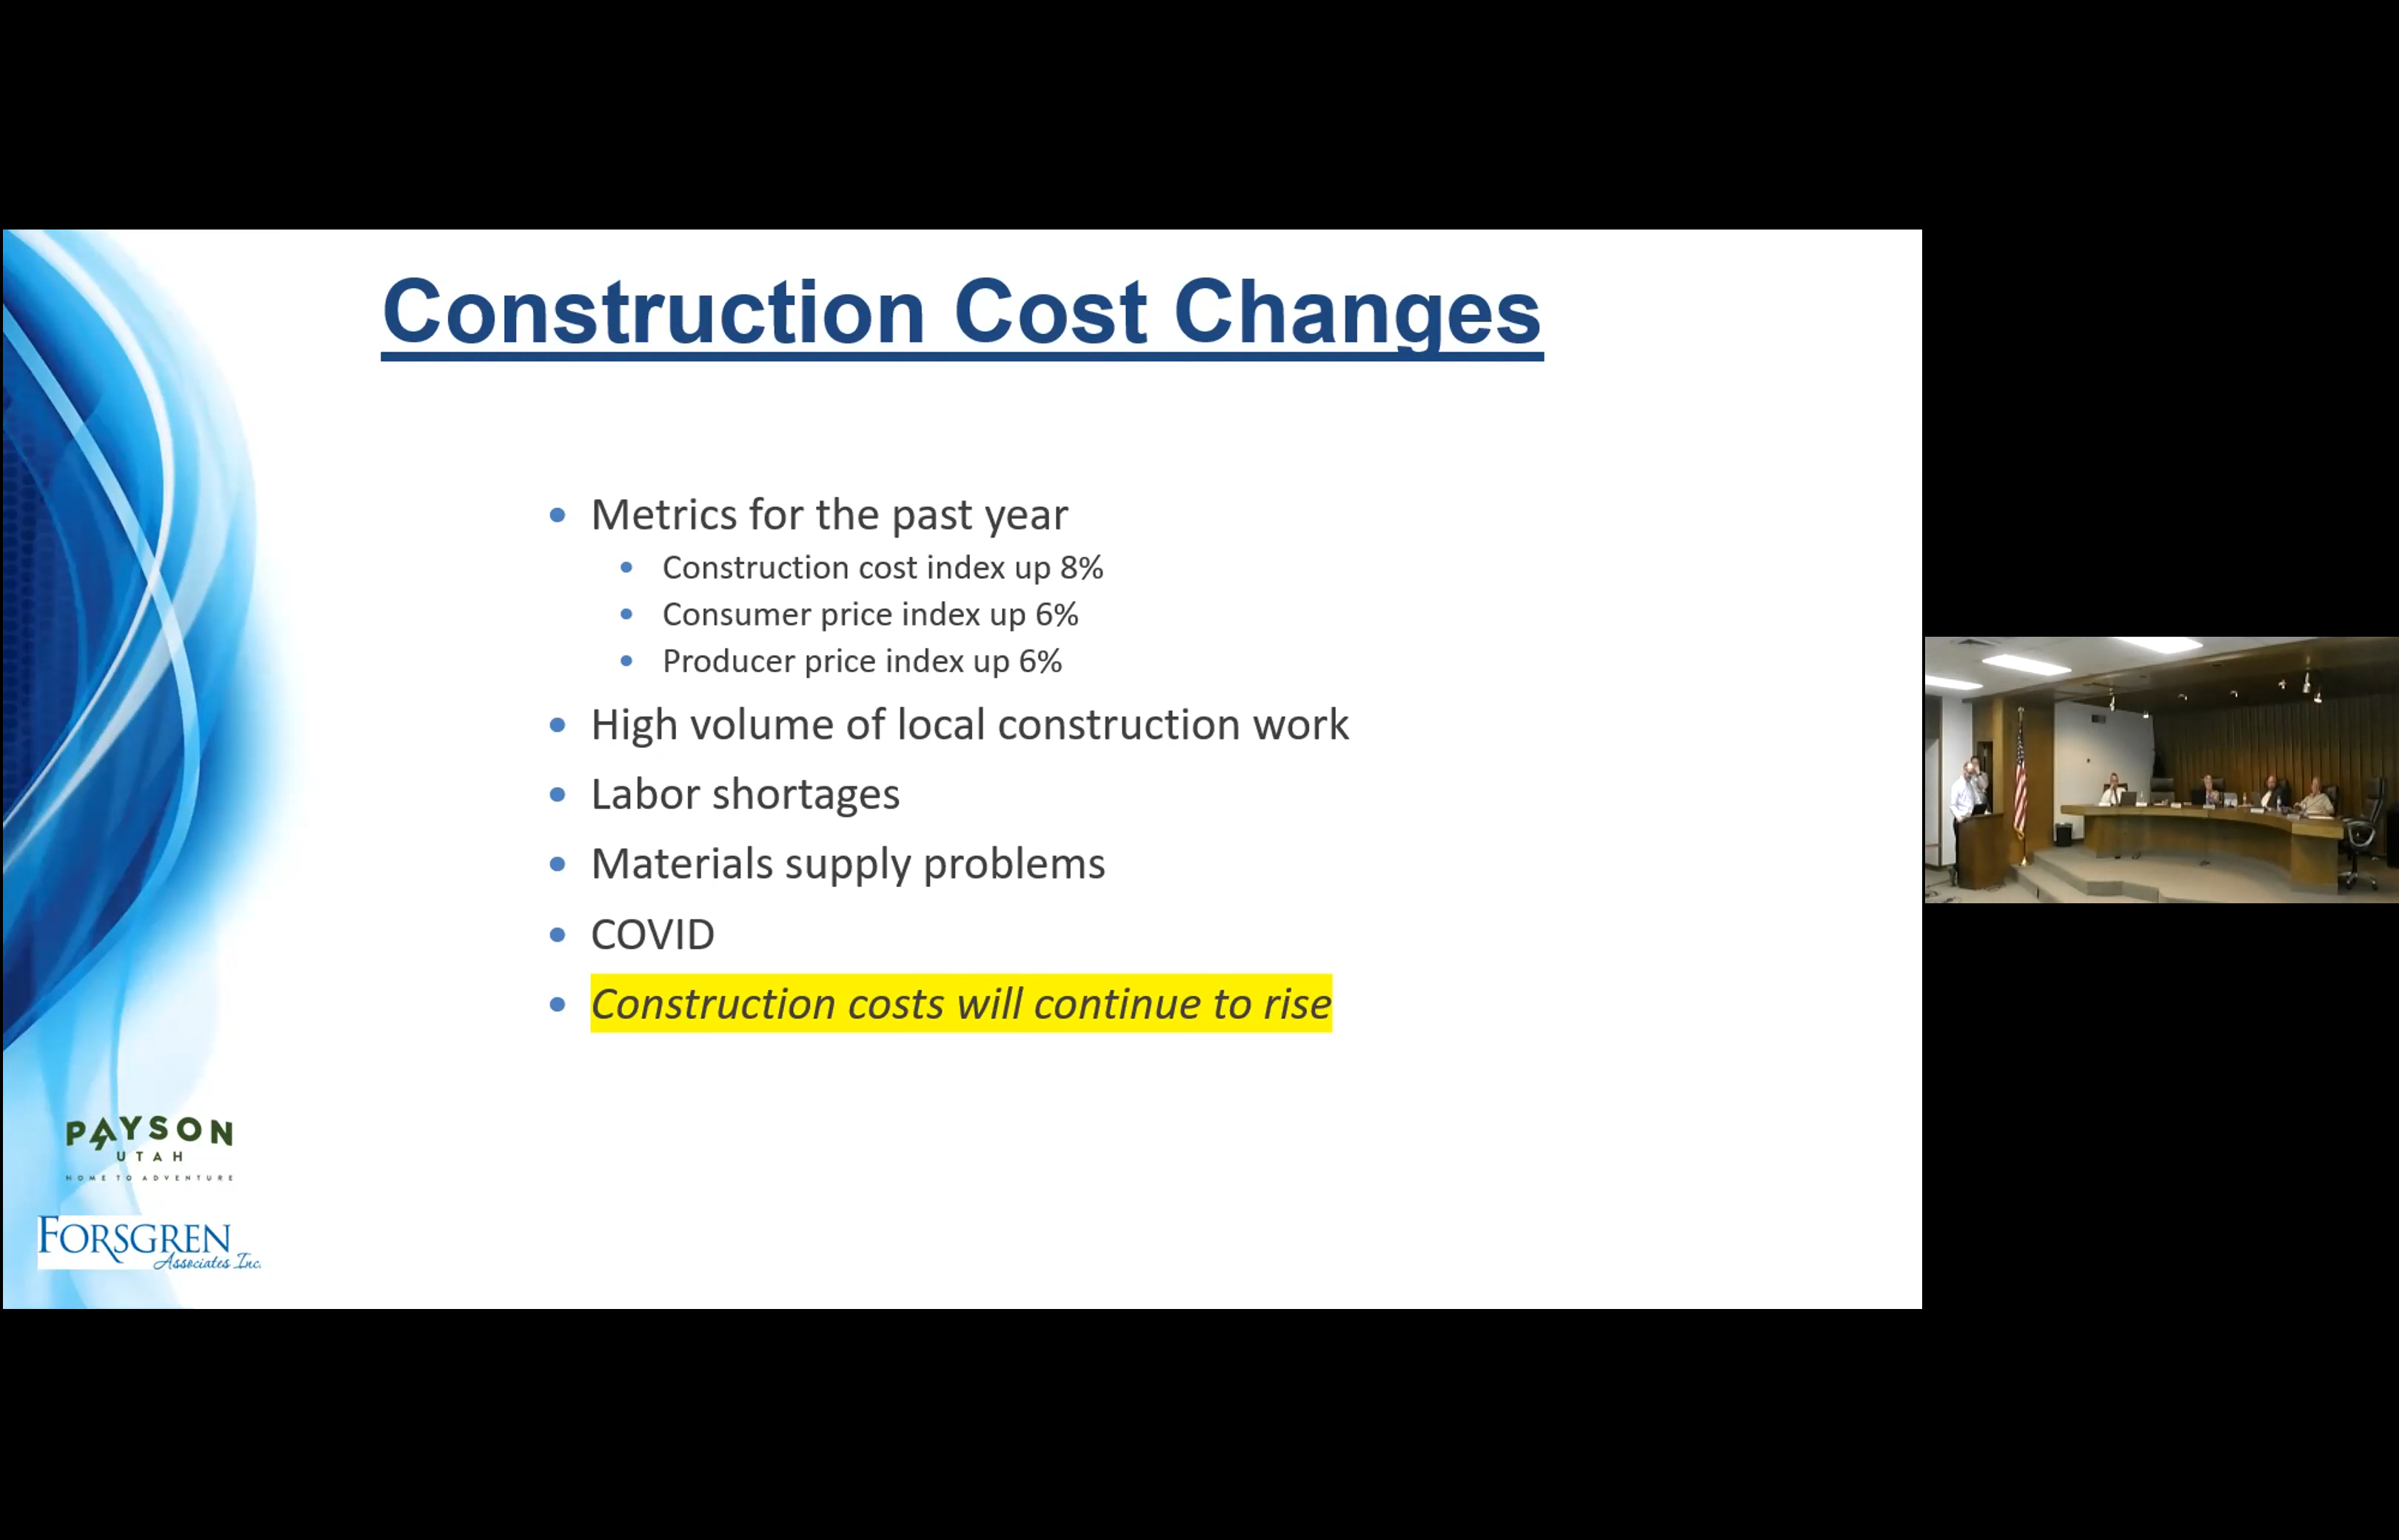 Construction Cost Changes
Metrics for the past year
Construction cost index up 8%
Consumer price index up 6%
Producer price index up 6%
High volume of local construction work
Labor shortages
Materials supply problems
COVID
Construction costs will continue to rise
PAYSON
UTAH
HOME TO ADVENTURE
FORSGREN
Associates Inc.